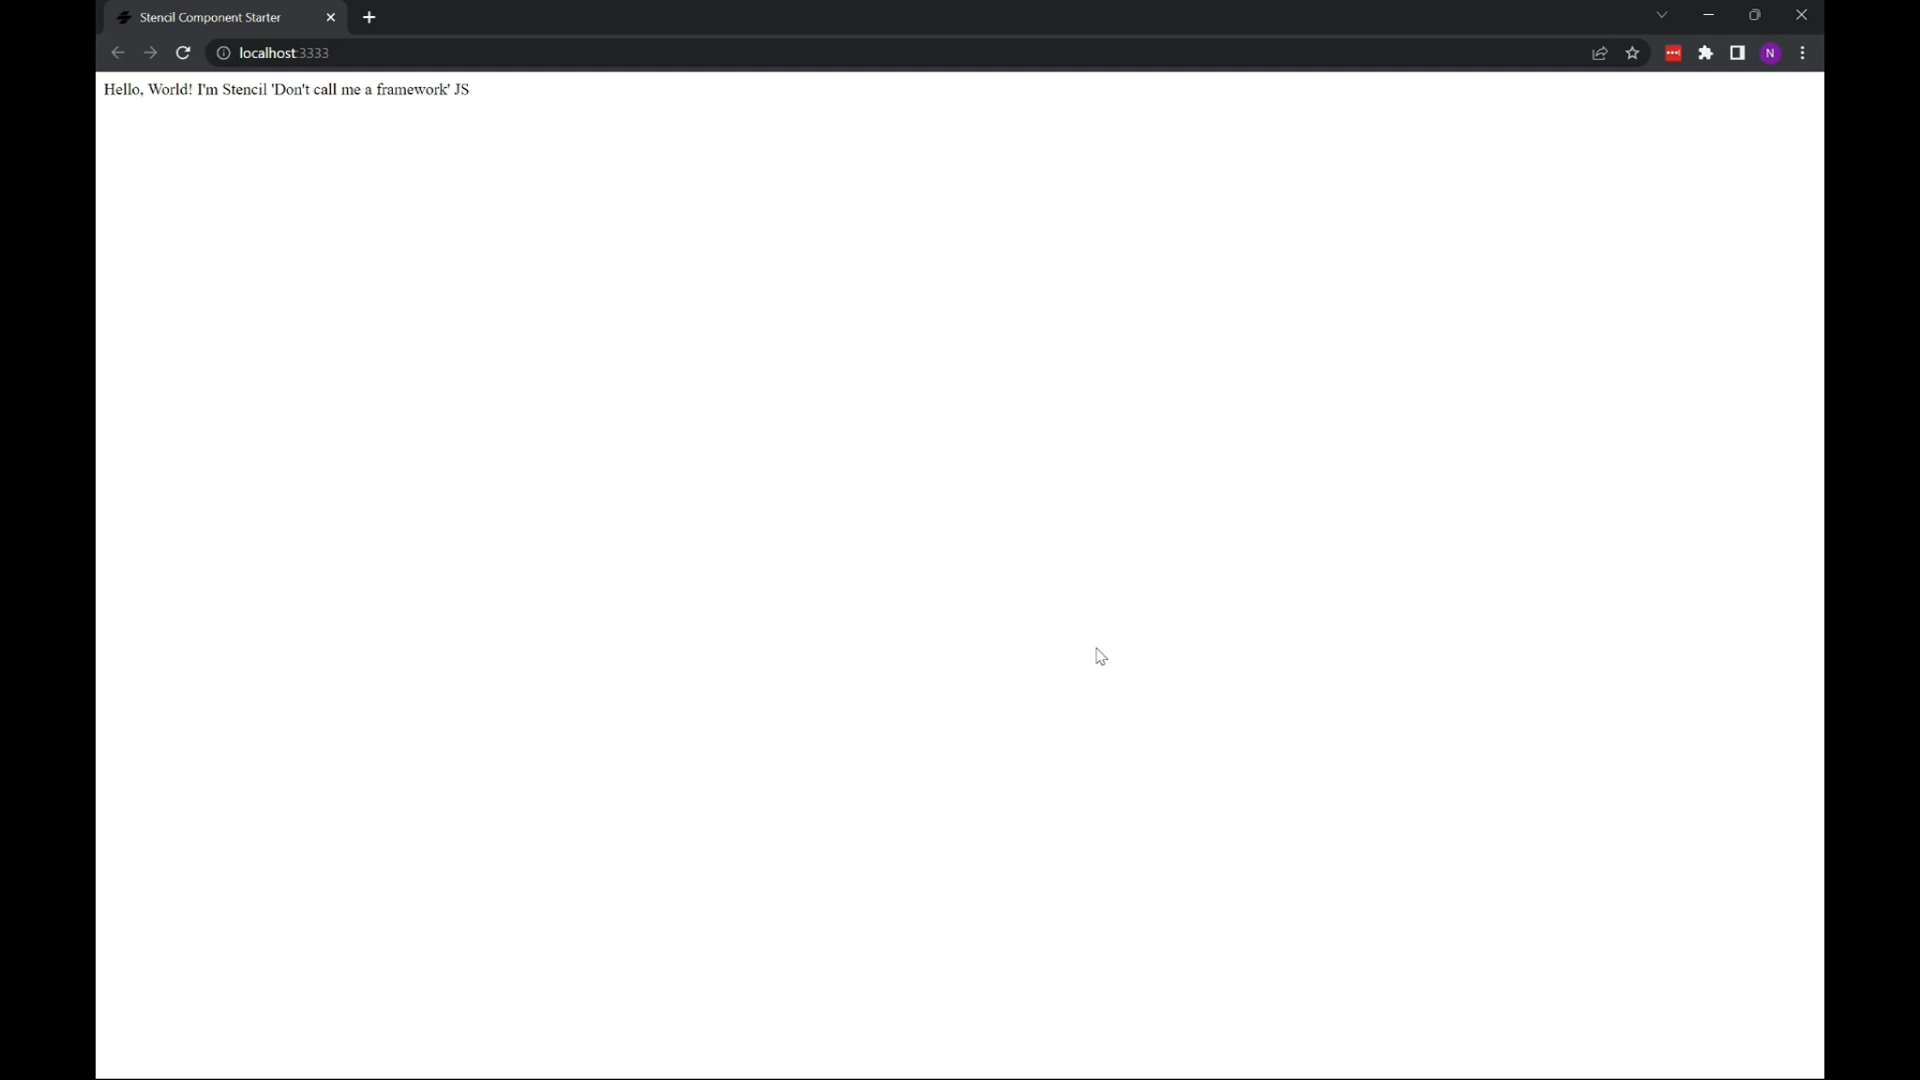 Stencil Component Starter
localhost:3333
N
Hello, World! I'm Stencil 'Don't call me a framework' JS